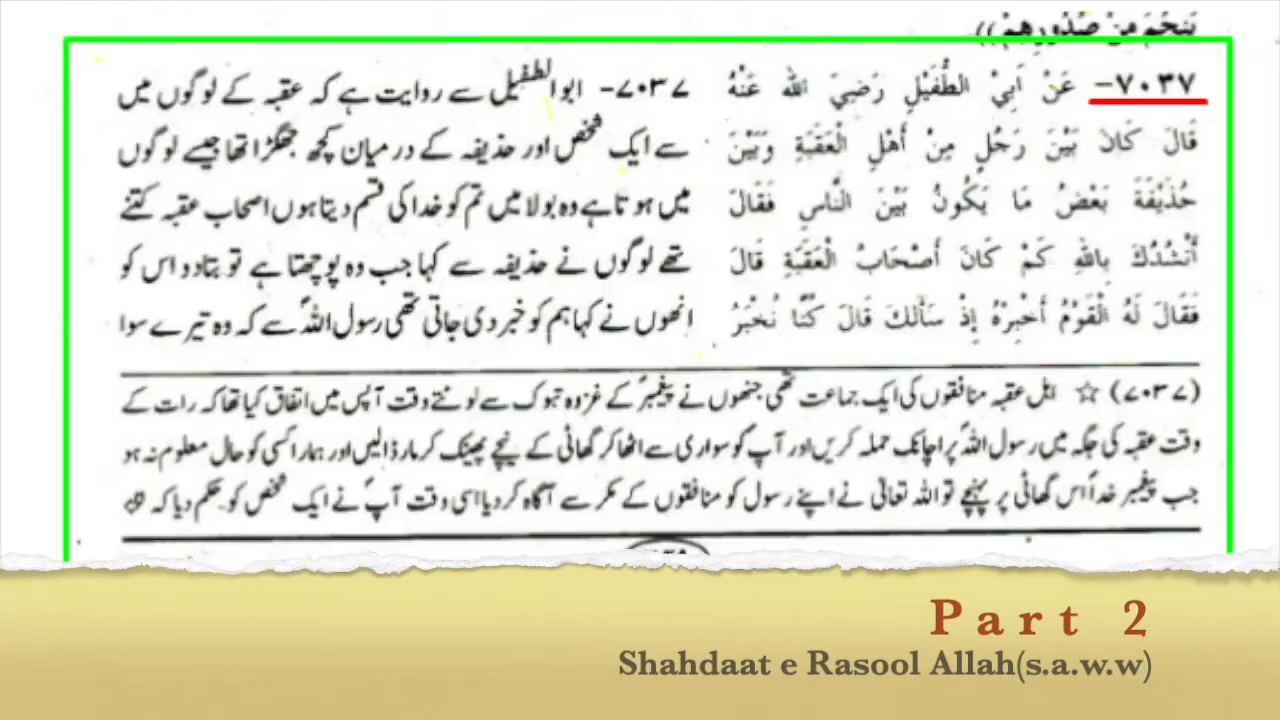 تَنْجُمَ مِنْ صُدُورِهِمْ)).
٧٠٣٧- عَنْ أَبِيْ الطُّفَيْلِ رَضِيَ الله عَنْهُ
قَالَ كَانَ بَيْنَ رَجُلٍ مِنْ أَهْلِ الْعَقَبَةِ وَبَيْنَ
حُذَيْفَةَ بَعْضُ مَا يَكُونُ بَيْنَ النَّاسِ فَقَالَ
أَنْشُدُكَ بِاللهِ كَمْ كَانَ أَصْحَابُ الْعَقَبَةِ قَالَ
فَقَالَ لَهُ الْقَوْمُ أَخْبِرْهُ إِذْ سَأَلَكَ قَالَ كُنَّا نُخْبَرُ
۷۰۳۷- ابوالطفیل سے روایت ہے کہ عقبہ کے لوگوں میں
سے ایک شخص اور حذیفہ کے درمیان کچھ جھگڑا تھا جیسے لوگوں
میں ہوتا ہے وہ بولا میں تم کو خدا کی قسم دیتا ہوں اصحاب عقبہ کتنے
تھے لوگوں نے حذیفہ سے کہا جب وہ پوچھتا ہے تو بتادو اس کو
انھوں نے کہا ہم کو خبر دی جاتی تھی رسول اللہؐ سے کہ وہ تیرے سوا
(۷۰۳۷) ☆ اہل عقبہ منافقوں کی ایک جماعت تھی جنھوں نے پیغمبرؐ کے غزوہ تبوک سے لوٹتے وقت آپس میں اتفاق کیا تھا کہ رات کے
وقت عقبہ کی جگہ میں رسول اللہؐ پر اچانک حملہ کریں اور آپ کو سواری سے اٹھا کر گھاٹی کے نیچے پھینک کر مار ڈالیں اور ہمارا کسی کو حال معلوم نہ ہو
جب پیغمبر خداؐ اس گھاٹی پر پہنچے تو اللہ تعالیٰ نے اپنے رسول کو منافقوں کے مکر سے آگاہ کر دیا اسی وقت آپؐ نے ایک شخص کو حکم دیا کہ
Part 2
Shahdaat e Rasool Allah(s.a.w.w)